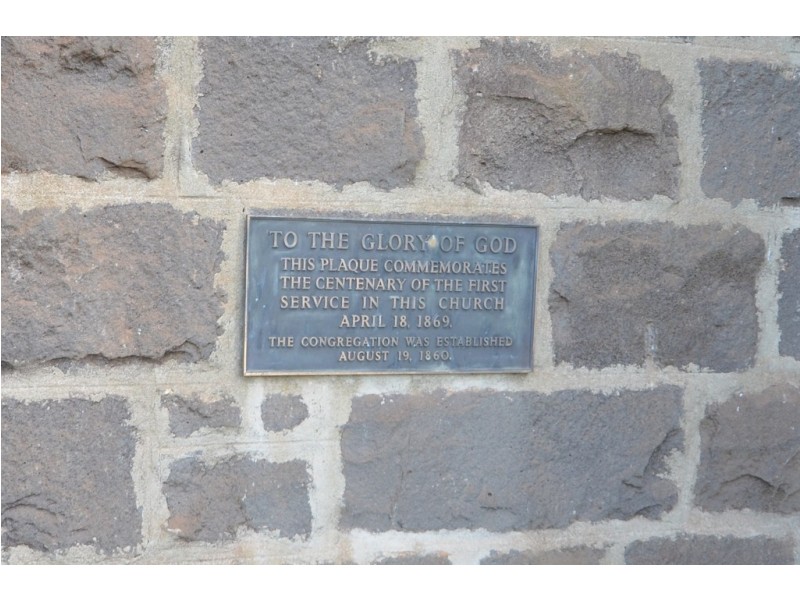 TO THE GLORY OF GOD
THIS PLAQUE COMMEMORATES
THE CENTENARY OF THE FIRST
SERVICE IN THIS CHURCH
APRIL 18, 1869.
THE CONGREGATION WAS ESTABLISHED
AUGUST 19, 1860.